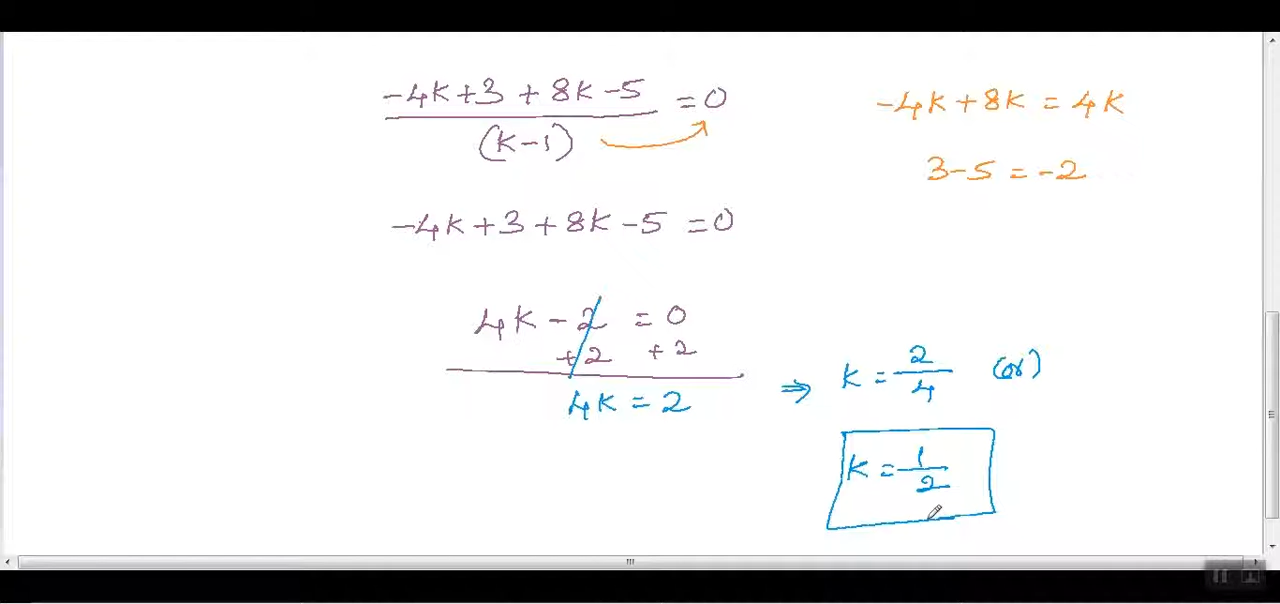 -4k+3 + 8k-5 / (k-1) = 0
-4k+8k = 4k
3-5 = -2
-4k+3+8k-5 = 0
4k - 2 = 0
+2 +2
4k = 2
⇒ k = 2/4 (or)
k = 1/2